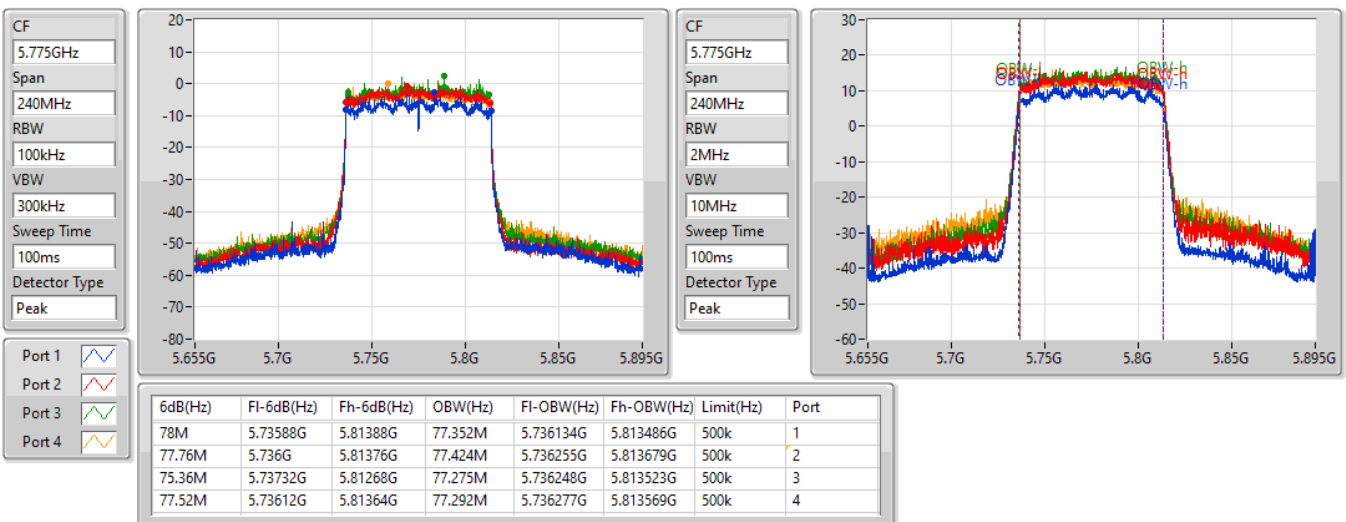 CF
5.775GHz
Span
240MHz
RBW
100kHz
VBW
300kHz
Sweep Time
100ms
Detector Type
Peak
20
10
0
-10
-20
-30
-40
-50
-60
-70
-80
5.655G 5.7G 5.75G 5.8G 5.85G 5.895G
CF
5.775GHz
Span
240MHz
RBW
2MHz
VBW
10MHz
Sweep Time
100ms
Detector Type
Peak
30
20
10
0
-10
-20
-30
-40
-50
-60
OBW-h
5.655G 5.7G 5.75G 5.8G 5.85G 5.895G
Port 1
Port 2
Port 3
Port 4
6dB(Hz) Fl-6dB(Hz) Fh-6dB(Hz) OBW(Hz) Fl-OBW(Hz) Fh-OBW(Hz) Limit(Hz) Port
78M 5.73588G 5.81388G 77.352M 5.736134G 5.813486G 500k 1
77.76M 5.736G 5.81376G 77.424M 5.736255G 5.813679G 500k 2
75.36M 5.73732G 5.81268G 77.275M 5.736248G 5.813523G 500k 3
77.52M 5.73612G 5.81364G 77.292M 5.736277G 5.813569G 500k 4